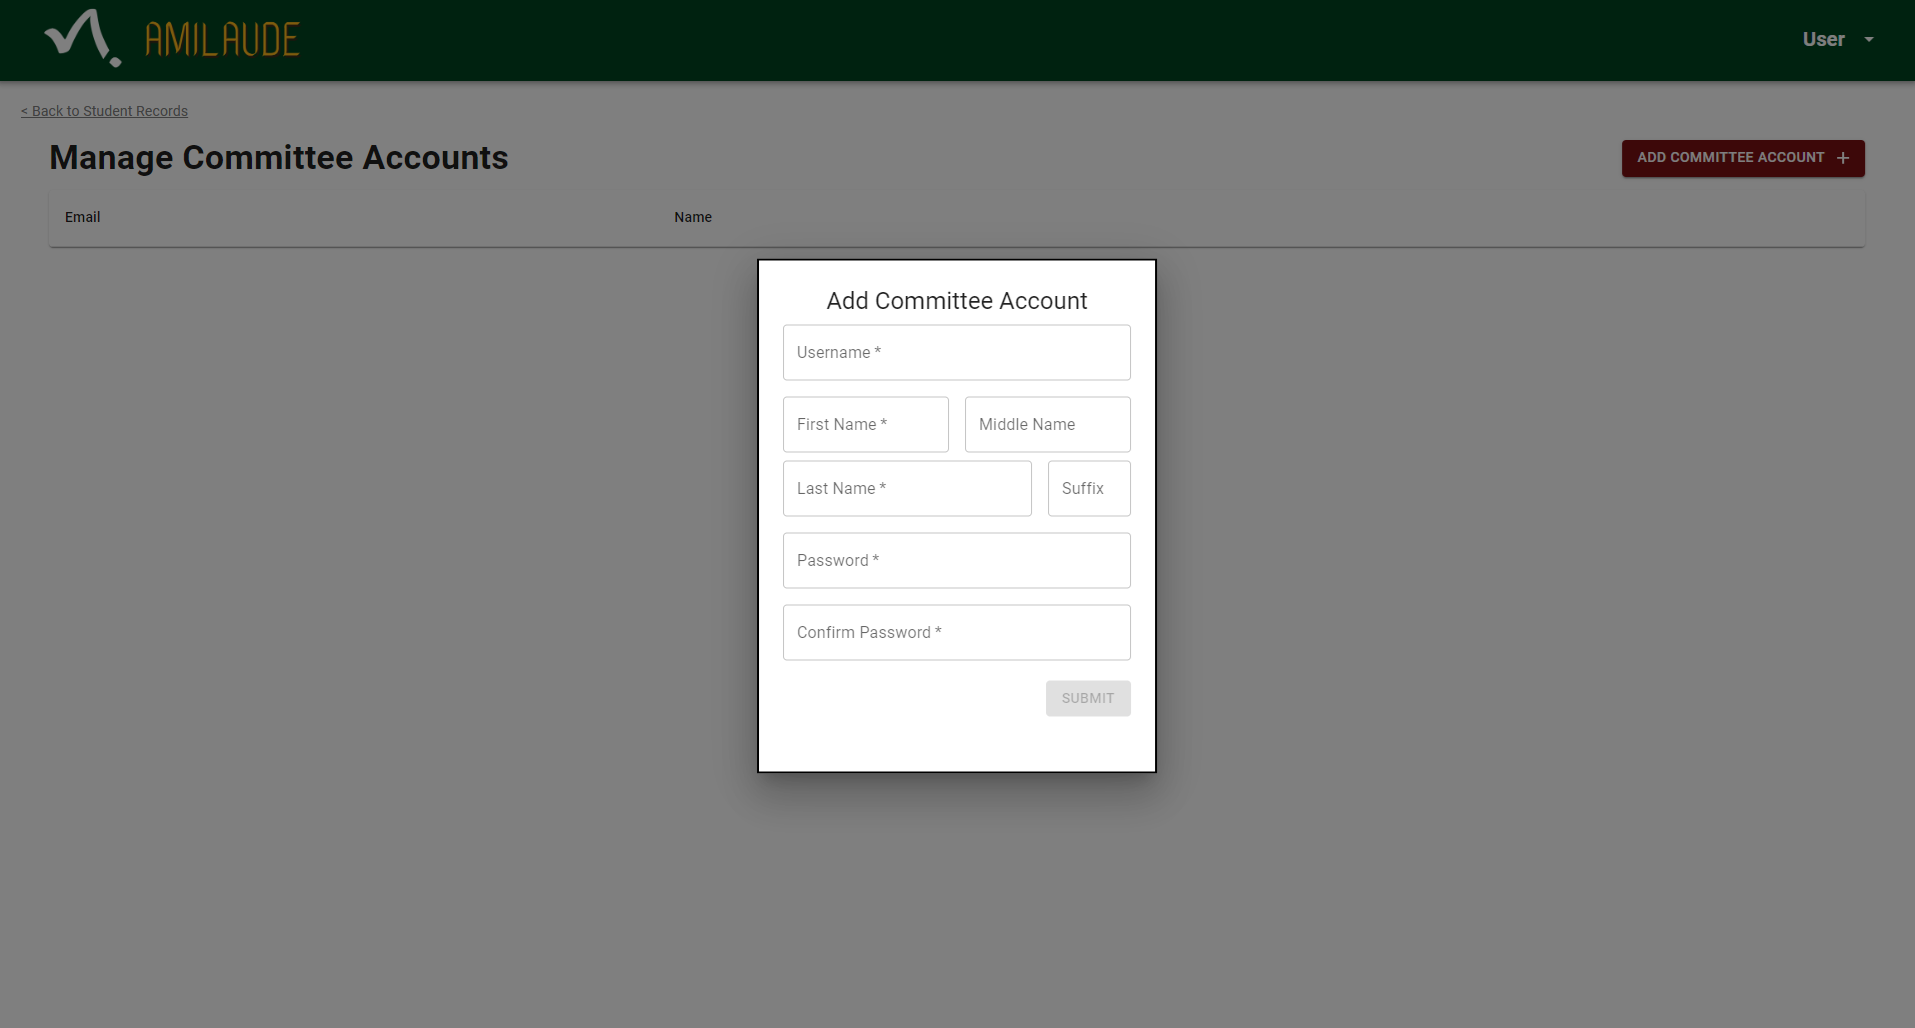 AMILAUDE
User
< Back to Student Records
Manage Committee Accounts
ADD COMMITTEE ACCOUNT +
Email Name
Add Committee Account
Username *
First Name * Middle Name
Last Name * Suffix
Password *
Confirm Password *
SUBMIT